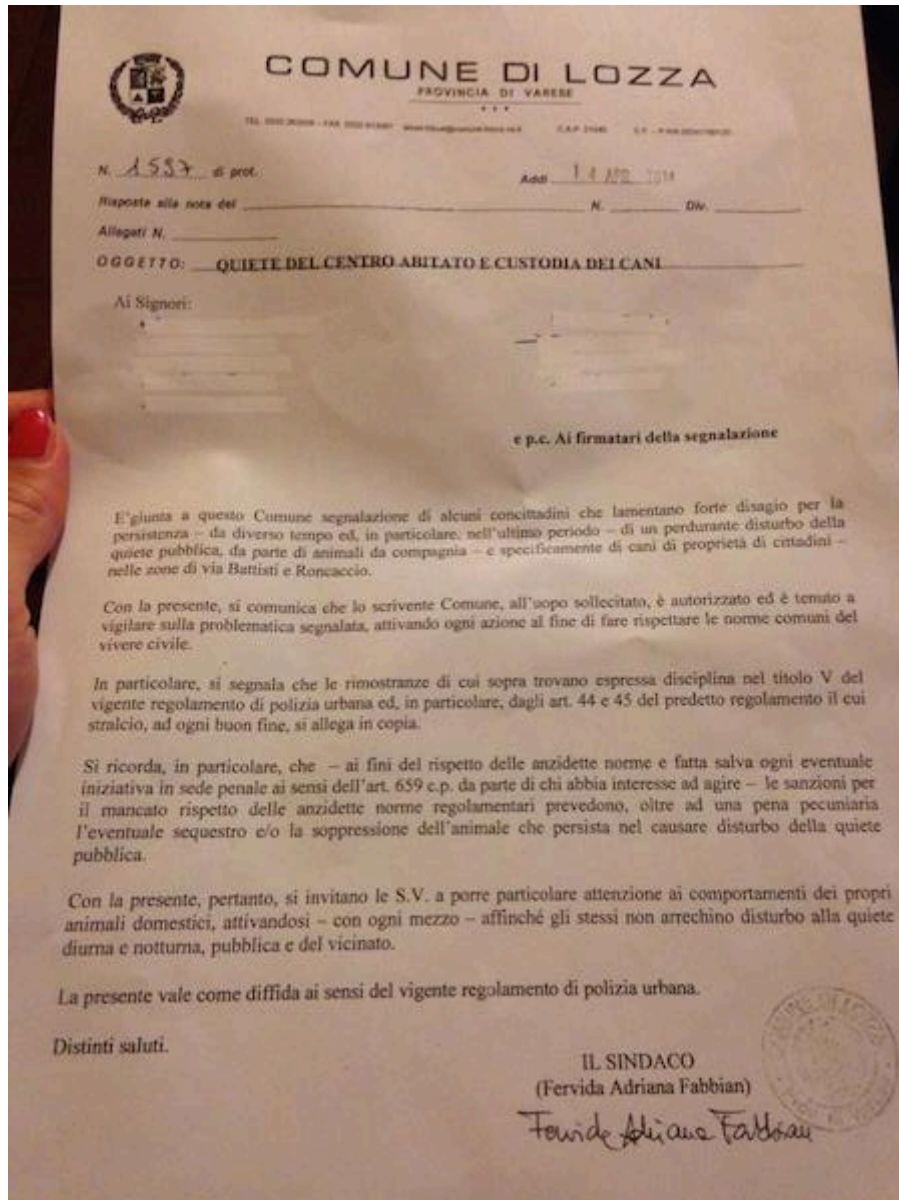 COMUNE DI LOZZA
PROVINCIA DI VARESE
N. 1597 di prot.
Addì 14 APR. 2014
Risposta alla nota del N. Div.
Allegati N.
OGGETTO: QUIETE DEL CENTRO ABITATO E CUSTODIA DEI CANI
Ai Signori:
e p.c. Ai firmatari della segnalazione
E'giunta a questo Comune segnalazione di alcuni concittadini che lamentano forte disagio per la
persistenza – da diverso tempo ed, in particolare, nell'ultimo periodo – di un perdurante disturbo della
quiete pubblica, da parte di animali da compagnia – e specificamente di cani di proprietà di cittadini –
nelle zone di via Battisti e Roncaccio.
Con la presente, si comunica che lo scrivente Comune, all'uopo sollecitato, è autorizzato ed è tenuto a
vigilare sulla problematica segnalata, attivando ogni azione al fine di fare rispettare le norme comuni del
vivere civile.
In particolare, si segnala che le rimostranze di cui sopra trovano espressa disciplina nel titolo V del
vigente regolamento di polizia urbana ed, in particolare, dagli art. 44 e 45 del predetto regolamento il cui
stralcio, ad ogni buon fine, si allega in copia.
Si ricorda, in particolare, che – ai fini del rispetto delle anzidette norme e fatta salva ogni eventuale
iniziativa in sede penale ai sensi dell'art. 659 c.p. da parte di chi abbia interesse ad agire – le sanzioni per
il mancato rispetto delle anzidette norme regolamentari prevedono, oltre ad una pena pecuniaria
l'eventuale sequestro e/o la soppressione dell'animale che persista nel causare disturbo della quiete
pubblica.
Con la presente, pertanto, si invitano le S.V. a porre particolare attenzione ai comportamenti dei propri
animali domestici, attivandosi – con ogni mezzo – affinché gli stessi non arrechino disturbo alla quiete
diurna e notturna, pubblica e del vicinato.
La presente vale come diffida ai sensi del vigente regolamento di polizia urbana.
Distinti saluti.
IL SINDACO
(Fervida Adriana Fabbian)
Fervida Adriana Fabbian